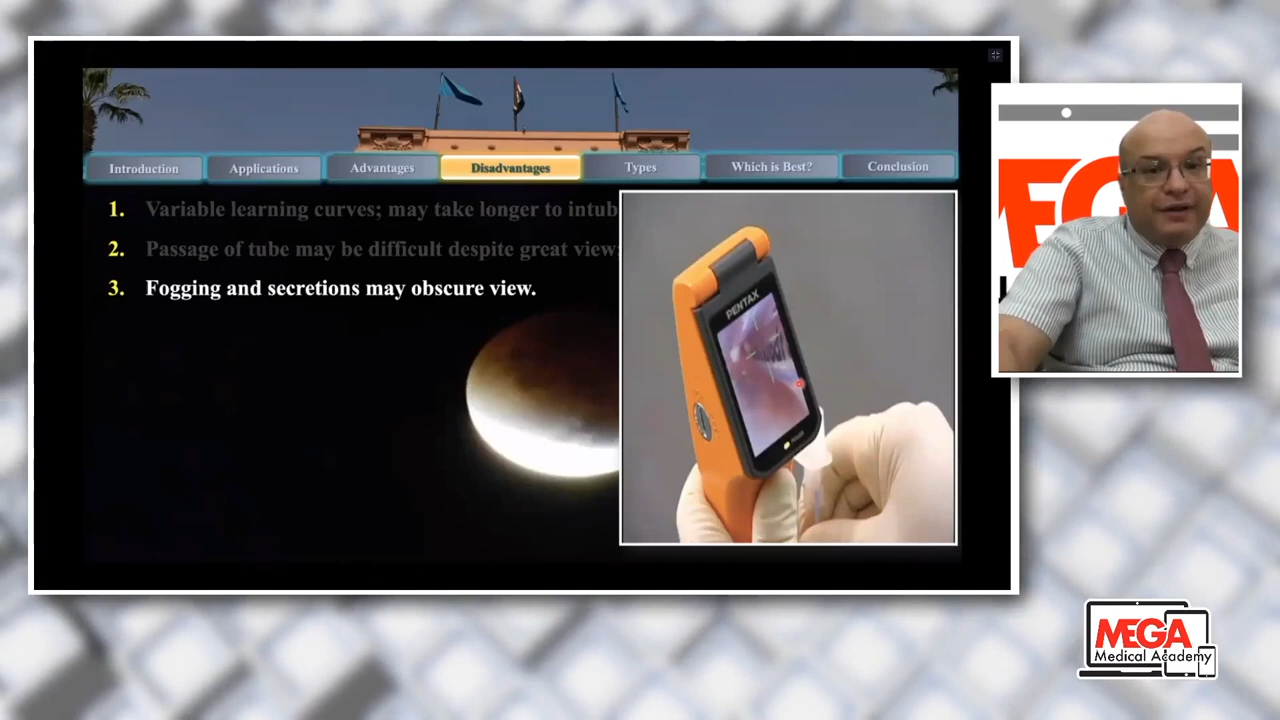 Introduction
Applications
Advantages
Disadvantages
Types
Which is Best?
Conclusion
1. Variable learning curves; may take longer to intub
2. Passage of tube may be difficult despite great view;
3. Fogging and secretions may obscure view.
PENTAX
MEGA
Medical Academy